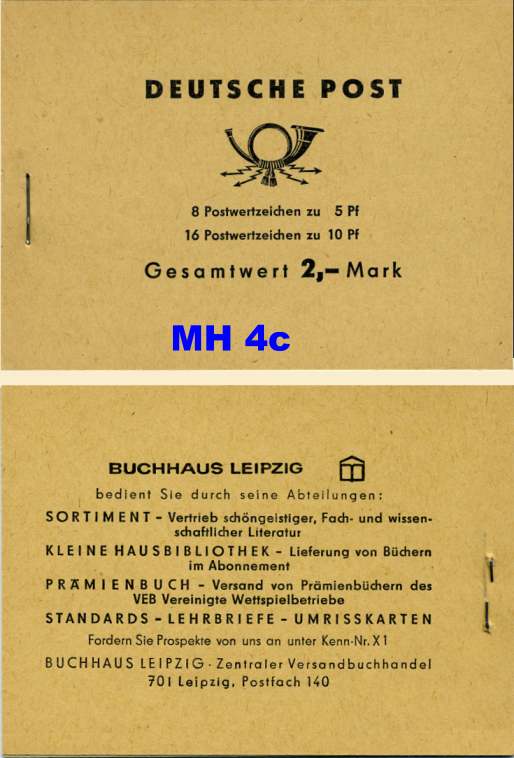 DEUTSCHE POST
8 Postwertzeichen zu 5 Pf
16 Postwertzeichen zu 10 Pf
Gesamtwert 2,- Mark
MH 4c
BUCHHAUS LEIPZIG
bedient Sie durch seine Abteilungen:
SORTIMENT - Vertrieb schöngeistiger, Fach- und wissen-
schaftlicher Literatur
KLEINE HAUSBIBLIOTHEK - Lieferung von Büchern
im Abonnement
PRÄMIENBUCH - Versand von Prämienbüchern des
VEB Vereinigte Wettspielbetriebe
STANDARDS - LEHRBRIEFE - UMRISSKARTEN
Fordern Sie Prospekte von uns an unter Kenn-Nr. X 1
BUCHHAUS LEIPZIG · Zentraler Versandbuchhandel
701 Leipzig, Postfach 140